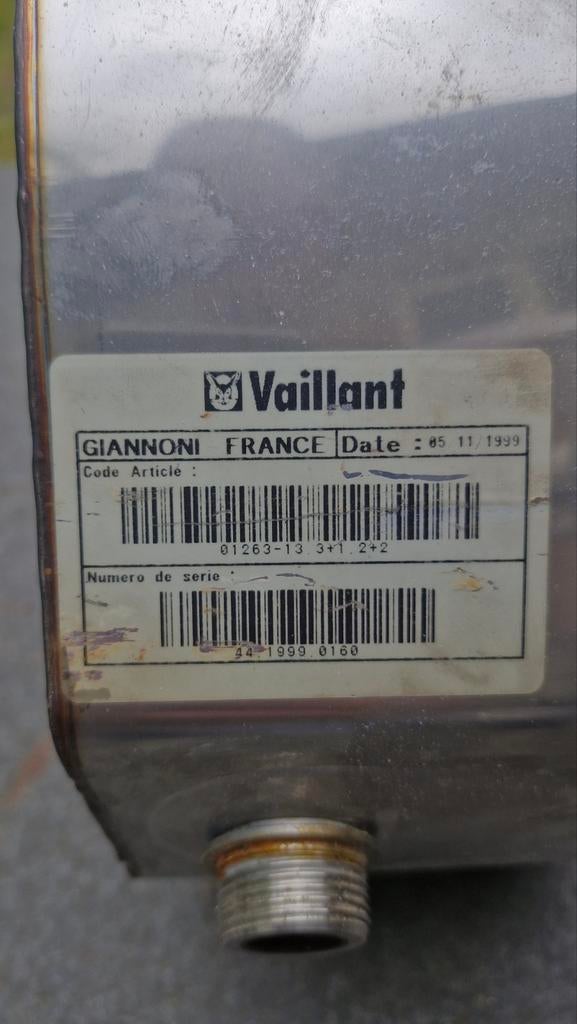 Vaillant
GIANNONI FRANCE Date : 05 11/1999
Code Article :
01263-13.3+1.2+2
Numero de serie :
44.1999.0160